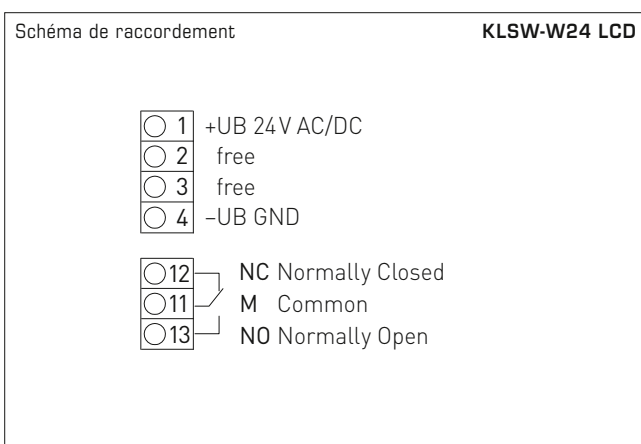 Schéma de raccordement KLSW-W24 LCD
1 +UB 24V AC/DC
2 free
3 free
4 –UB GND
12 NC Normally Closed
11 M Common
13 NO Normally Open